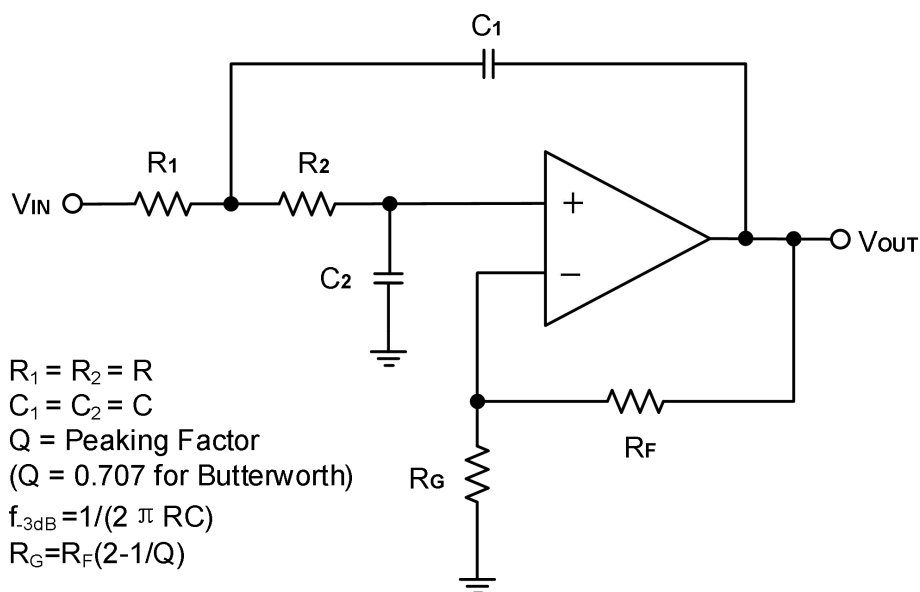 C1
R1
R2
VIN
+
−
VOUT
C2
RF
RG
R₁ = R₂ = R
C₁ = C₂ = C
Q = Peaking Factor
(Q = 0.707 for Butterworth)
f-3dB =1/(2 π RC)
RG=RF(2-1/Q)